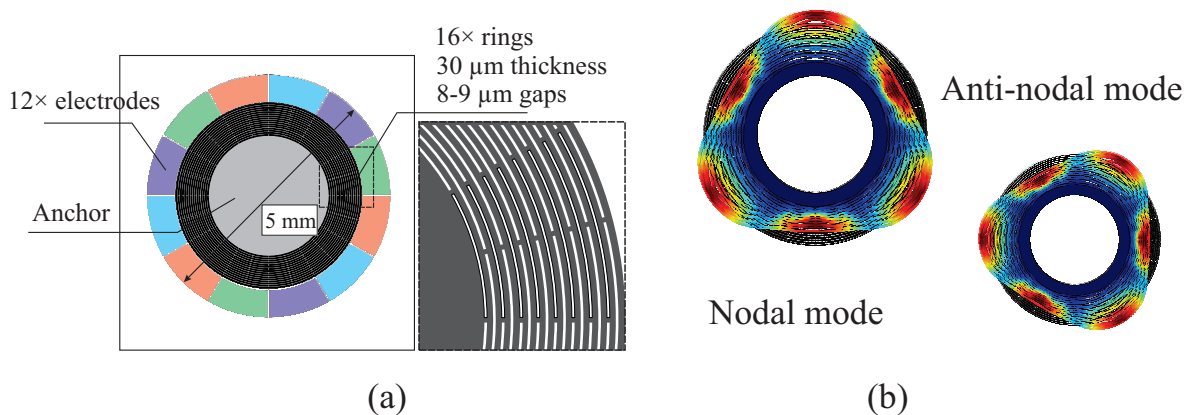 16× rings
30 µm thickness
8-9 µm gaps
12× electrodes
Anchor
5 mm
(a)
Anti-nodal mode
Nodal mode
(b)